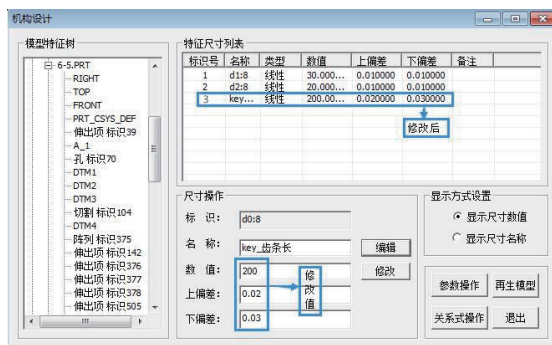 机构设计
模型特征树
6-5.PRT
RIGHT
TOP
FRONT
PRT_CSYS_DEF
伸出项 标识39
A_1
孔 标识70
DTM1
DTM2
DTM3
切割 标识104
DTM4
阵列 标识375
伸出项 标识142
伸出项 标识376
伸出项 标识377
伸出项 标识378
伸出项 标识505
特征尺寸列表
标识号 名称 类型 数值 上偏差 下偏差 备注
1 d1:8 线性 30.000... 0.010000 0.010000
2 d2:8 线性 20.000... 0.010000 0.010000
3 key... 线性 200.00... 0.020000 0.030000
修改后
尺寸操作
标 识: d0:8
名 称: key_齿条长 编辑
数 值: 200 修改
上偏差: 0.02
下偏差: 0.03
修改值
显示方式设置
显示尺寸数值
显示尺寸名称
参数操作 再生模型
关系式操作 退出